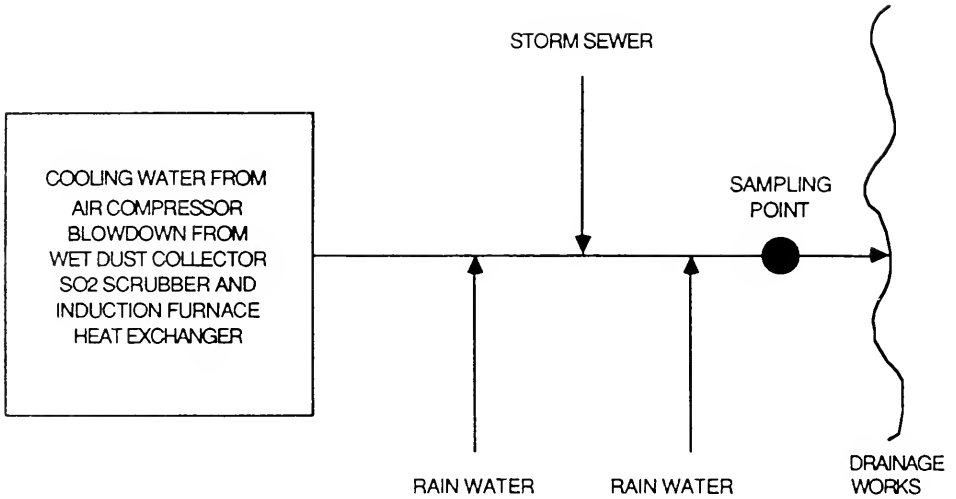 STORM SEWER
COOLING WATER FROM
AIR COMPRESSOR
BLOWDOWN FROM
WET DUST COLLECTOR
SO2 SCRUBBER AND
INDUCTION FURNACE
HEAT EXCHANGER
SAMPLING
POINT
RAIN WATER
RAIN WATER
DRAINAGE
WORKS